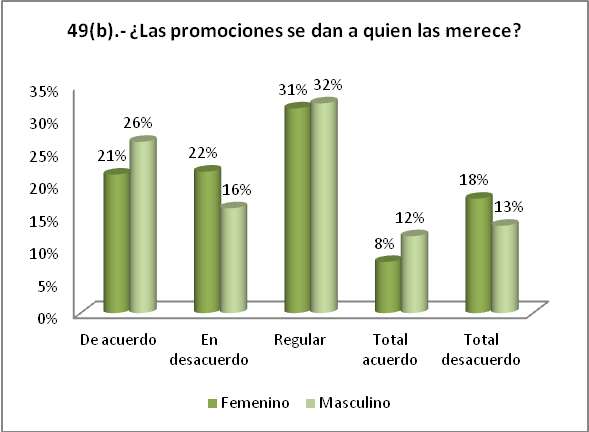 49(b).- ¿Las promociones se dan a quien las merece?
35%
30%
25%
20%
15%
10%
5%
0%
21%
26%
22%
16%
31%
32%
8%
12%
18%
13%
De acuerdo
En
desacuerdo
Regular
Total
acuerdo
Total
desacuerdo
Femenino
Masculino